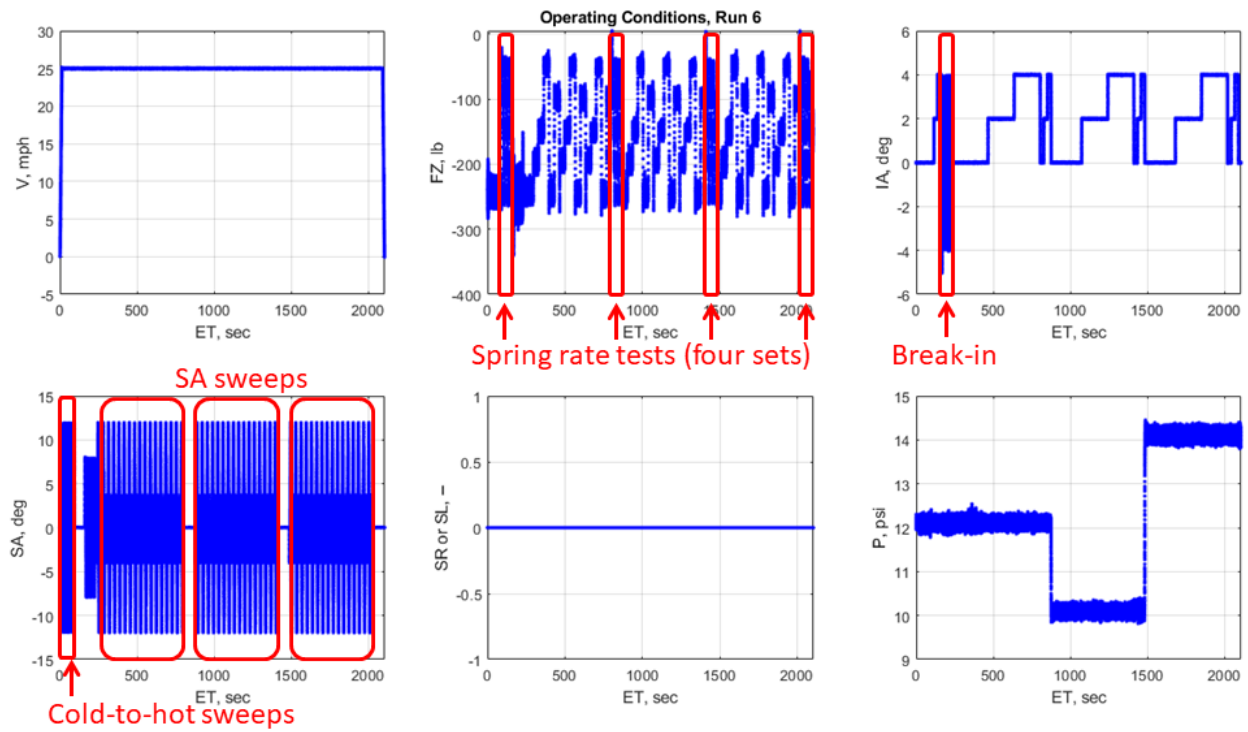 Operating Conditions, Run 6
30
25
20
15
10
5
0
-5
V, mph
0 500 1000 1500 2000
ET, sec
0
-100
-200
-300
-400
FZ, lb
0 500 1000 1500 2000
ET, sec
6
4
2
0
-2
-4
-6
IA, deg
0 500 1000 1500 2000
ET, sec
Spring rate tests (four sets)
Break-in
SA sweeps
15
10
5
0
-5
-10
-15
SA, deg
0 500 1000 1500 2000
ET, sec
Cold-to-hot sweeps
1
0.5
0
-0.5
-1
SR or SL, –
0 500 1000 1500 2000
ET, sec
15
14
13
12
11
10
9
P, psi
0 500 1000 1500 2000
ET, sec